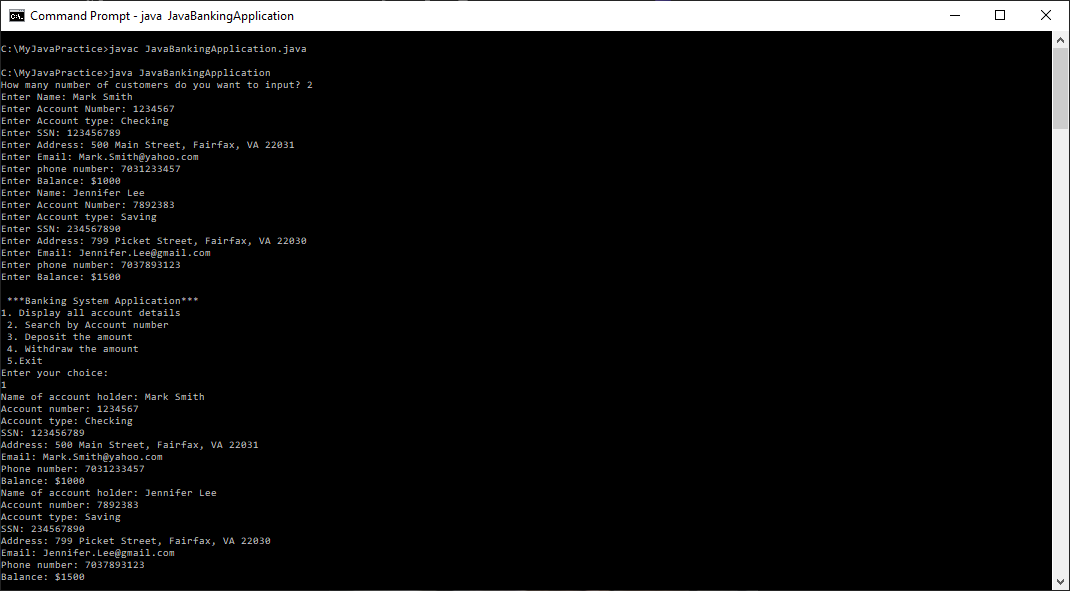 Command Prompt - java  JavaBankingApplication
C:\MyJavaPractice>javac JavaBankingApplication.java
C:\MyJavaPractice>java JavaBankingApplication
How many number of customers do you want to input? 2
Enter Name: Mark Smith
Enter Account Number: 1234567
Enter Account type: Checking
Enter SSN: 123456789
Enter Address: 500 Main Street, Fairfax, VA 22031
Enter Email: Mark.Smith@yahoo.com
Enter phone number: 7031233457
Enter Balance: $1000
Enter Name: Jennifer Lee
Enter Account Number: 7892383
Enter Account type: Saving
Enter SSN: 234567890
Enter Address: 799 Picket Street, Fairfax, VA 22030
Enter Email: Jennifer.Lee@gmail.com
Enter phone number: 7037893123
Enter Balance: $1500
 ***Banking System Application***
1. Display all account details
 2. Search by Account number
 3. Deposit the amount
 4. Withdraw the amount
 5.Exit
Enter your choice:
1
Name of account holder: Mark Smith
Account number: 1234567
Account type: Checking
SSN: 123456789
Address: 500 Main Street, Fairfax, VA 22031
Email: Mark.Smith@yahoo.com
Phone number: 7031233457
Balance: $1000
Name of account holder: Jennifer Lee
Account number: 7892383
Account type: Saving
SSN: 234567890
Address: 799 Picket Street, Fairfax, VA 22030
Email: Jennifer.Lee@gmail.com
Phone number: 7037893123
Balance: $1500